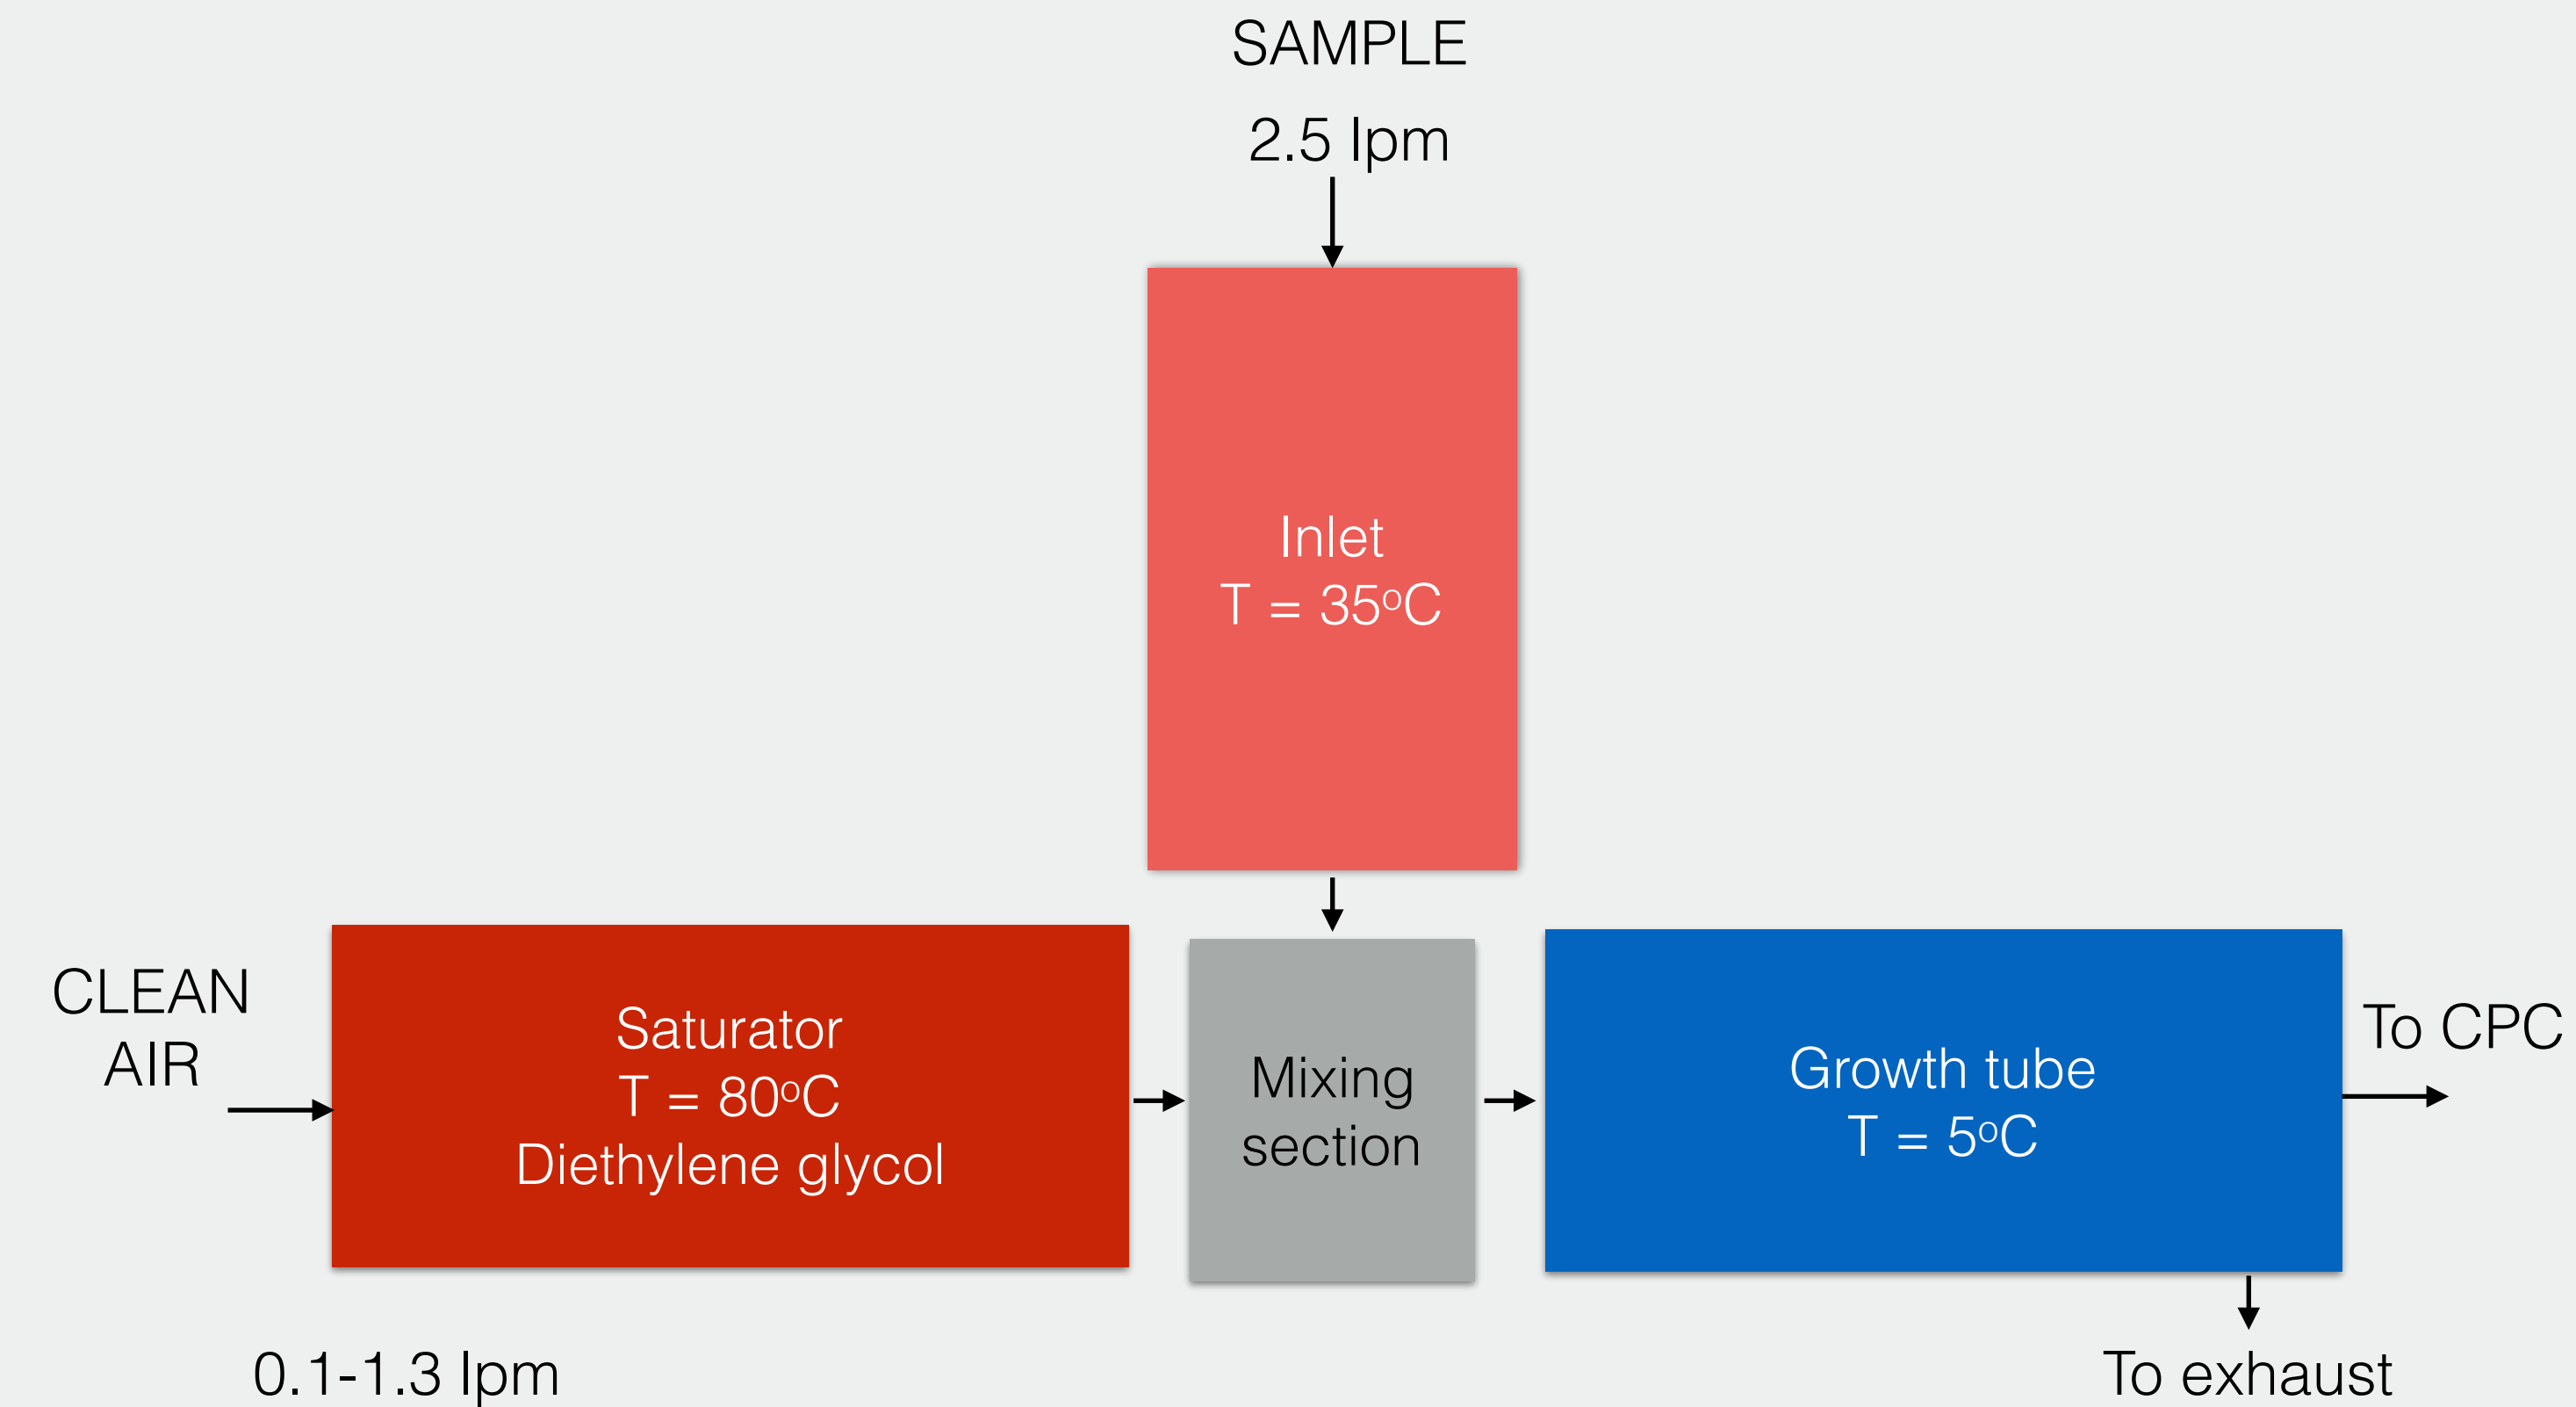 SAMPLE
2.5 lpm
Inlet
T = 35ºC
CLEAN
AIR
Saturator
T = 80ºC
Diethylene glycol
Mixing
section
Growth tube
T = 5ºC
To CPC
0.1-1.3 lpm
To exhaust